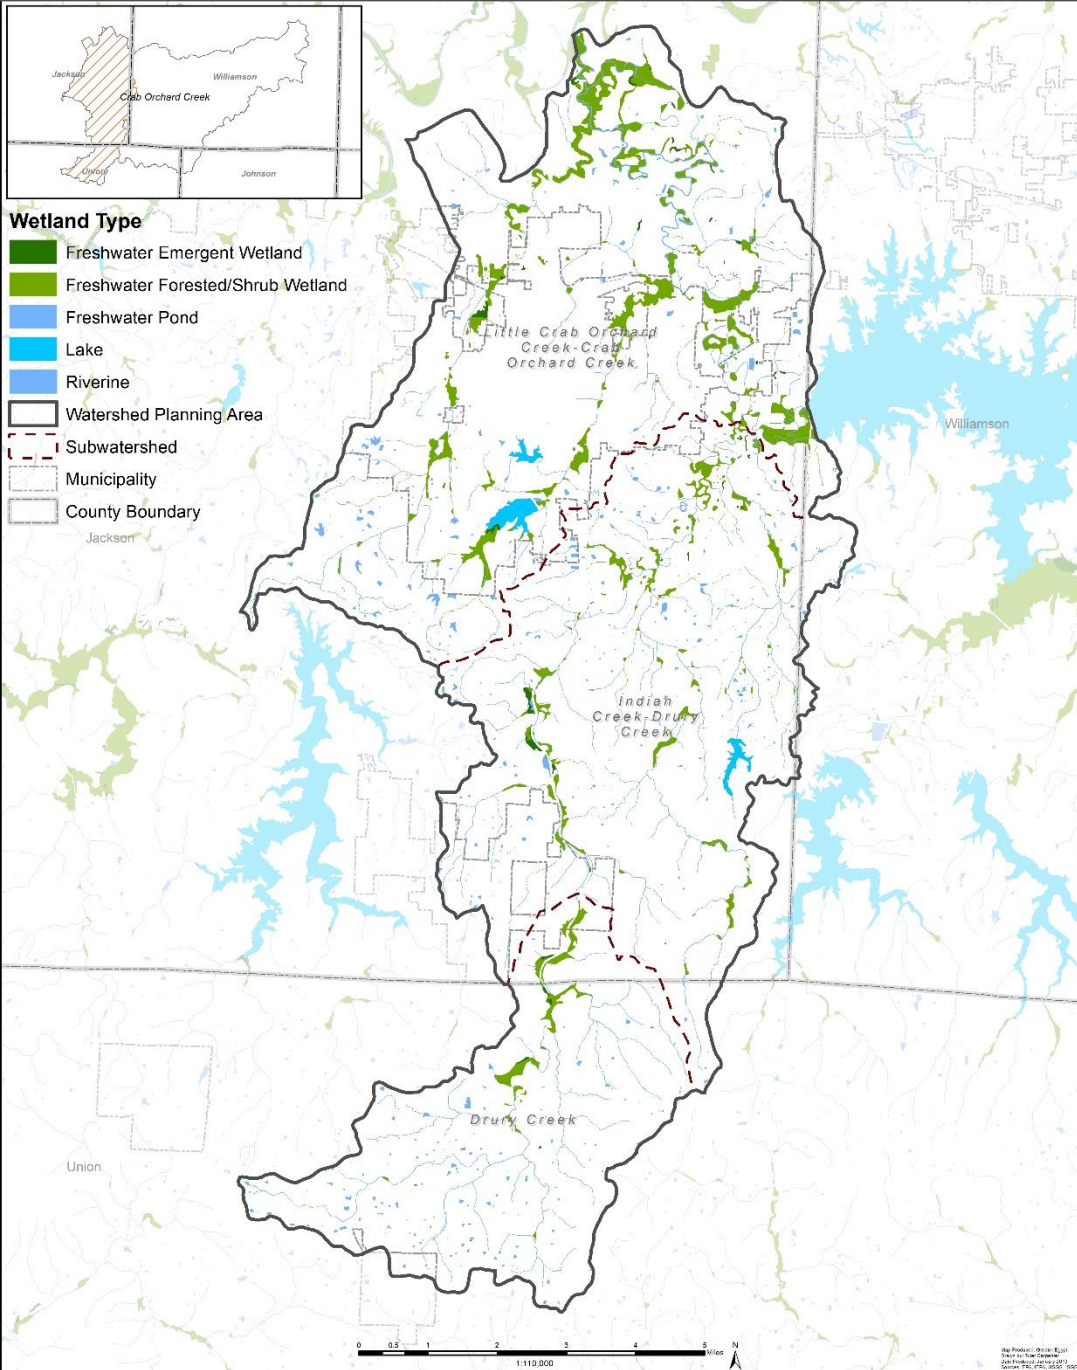 Jackson
Williamson
Crab Orchard Creek
Union
Johnson
Wetland Type
Freshwater Emergent Wetland
Freshwater Forested/Shrub Wetland
Freshwater Pond
Lake
Riverine
Watershed Planning Area
Subwatershed
Municipality
County Boundary
Little Crab Orchard
Creek-Crab
Orchard Creek
Williamson
Jackson
Indian
Creek-Drury
Creek
Drury Creek
Union
0 0.5 1 2 3 4 5
Miles
N
1:110,000